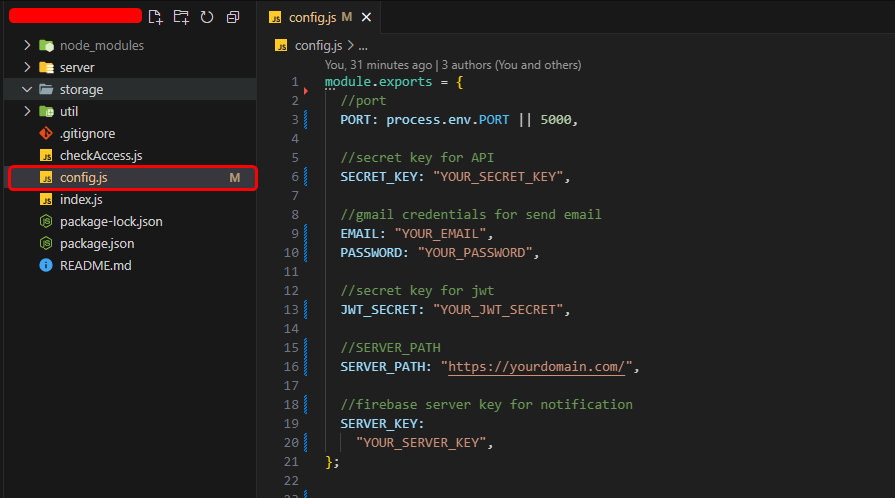 node_modules
server
storage
util
.gitignore
JS checkAccess.js
JS config.js M
JS index.js
package-lock.json
package.json
README.md
JS config.js M
JS config.js > ...
You, 31 minutes ago | 3 authors (You and others)
1 module.exports = {
2 //port
3 PORT: process.env.PORT || 5000,
4
5 //secret key for API
6 SECRET_KEY: "YOUR_SECRET_KEY",
7
8 //gmail credentials for send email
9 EMAIL: "YOUR_EMAIL",
10 PASSWORD: "YOUR_PASSWORD",
11
12 //secret key for jwt
13 JWT_SECRET: "YOUR_JWT_SECRET",
14
15 //SERVER_PATH
16 SERVER_PATH: "https://yourdomain.com/",
17
18 //firebase server key for notification
19 SERVER_KEY:
20 "YOUR_SERVER_KEY",
21 };
22